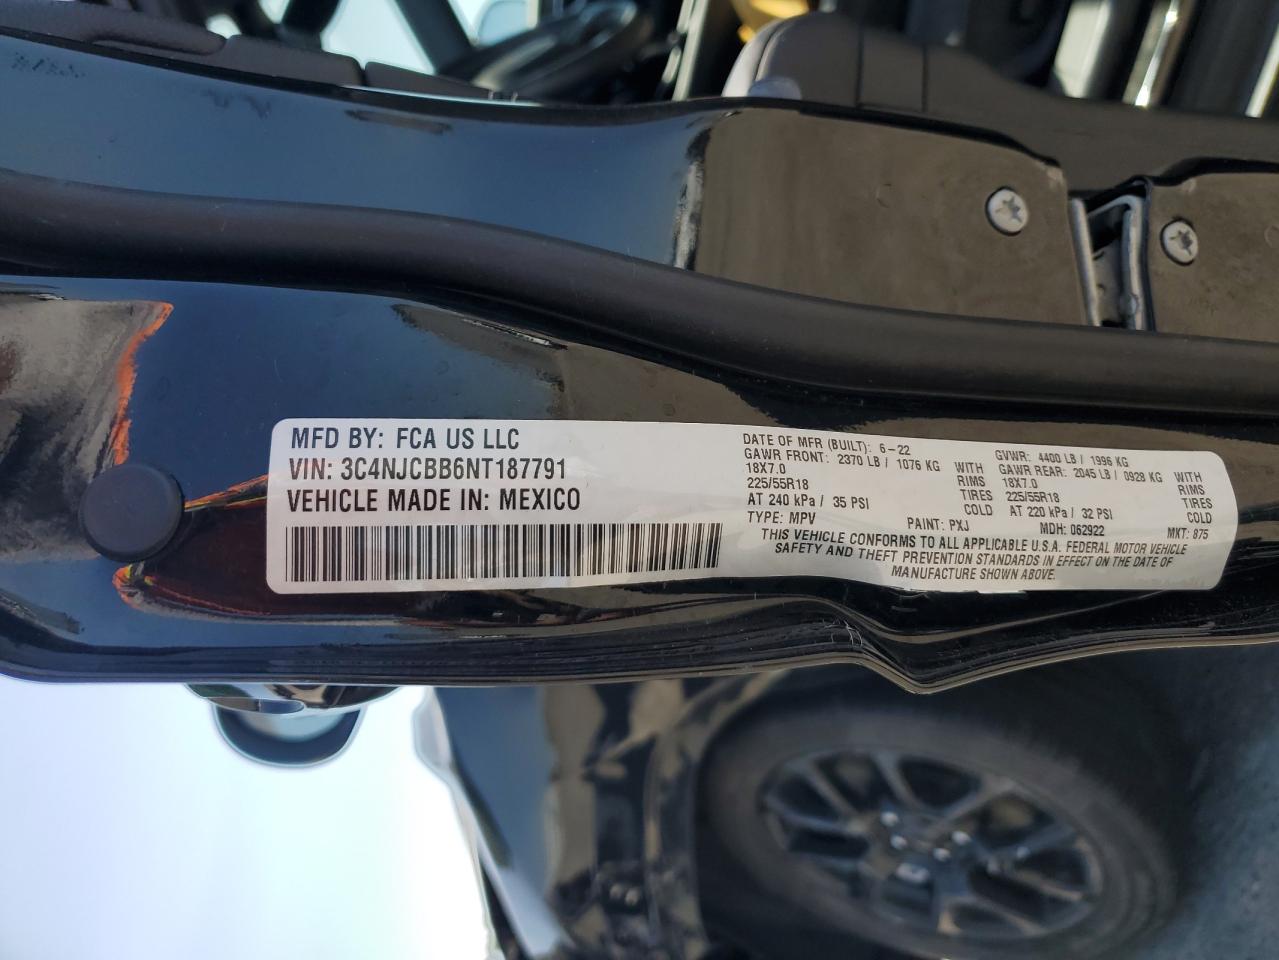 MFD BY: FCA US LLC
VIN: 3C4NJCBB6NT187791
VEHICLE MADE IN: MEXICO
DATE OF MFR (BUILT): 6-22 GVWR: 4400 LB / 1996 KG
GAWR FRONT: 2370 LB / 1076 KG WITH GAWR REAR: 2045 LB / 0928 KG WITH
18X7.0 RIMS 18X7.0 RIMS
225/55R18 TIRES 225/55R18 TIRES
AT 240 kPa / 35 PSI COLD AT 220 kPa / 32 PSI COLD
TYPE: MPV PAINT: PXJ MDH: 062922 MKT: 875
THIS VEHICLE CONFORMS TO ALL APPLICABLE U.S.A. FEDERAL MOTOR VEHICLE
SAFETY AND THEFT PREVENTION STANDARDS IN EFFECT ON THE DATE OF
MANUFACTURE SHOWN ABOVE.